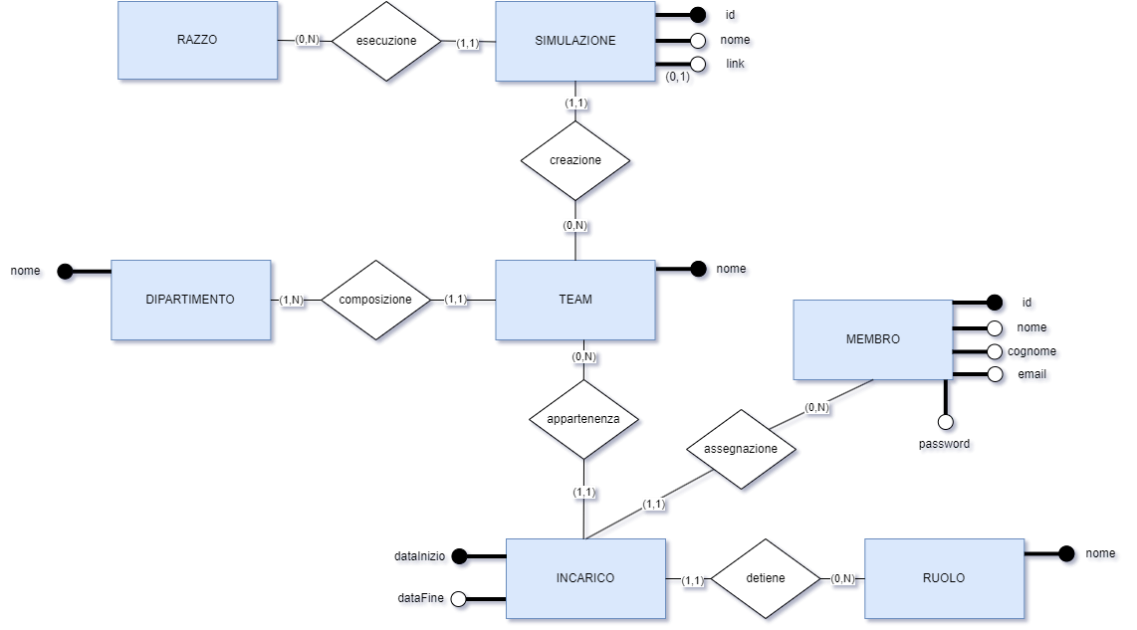 RAZZO
(0,N)
esecuzione
(1,1)
SIMULAZIONE
id
nome
link
(0,1)
(1,1)
creazione
(0,N)
nome
DIPARTIMENTO
(1,N)
composizione
(1,1)
TEAM
nome
(0,N)
appartenenza
(1,1)
MEMBRO
id
nome
cognome
email
password
(0,N)
assegnazione
(1,1)
dataInizio
dataFine
INCARICO
(1,1)
detiene
(0,N)
RUOLO
nome